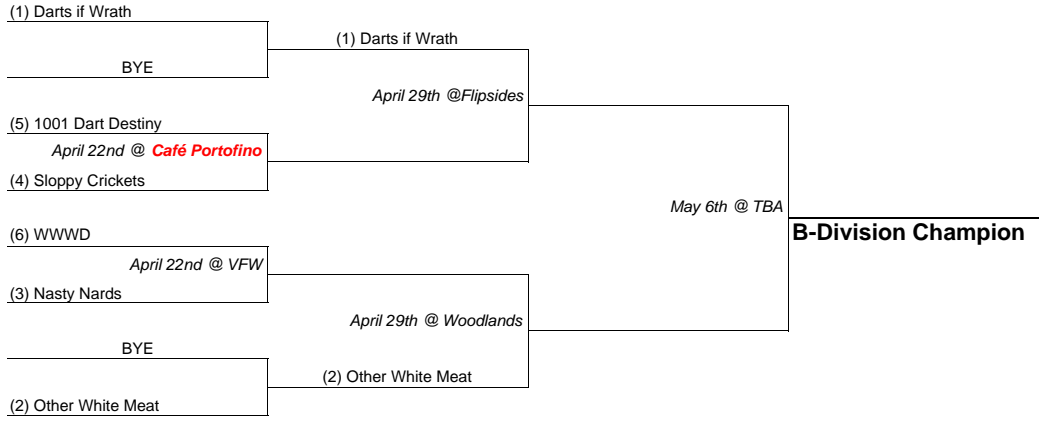 (1) Darts if Wrath
(1) Darts if Wrath
BYE
April 29th @Flipsides
(5) 1001 Dart Destiny
April 22nd @ Café Portofino
(4) Sloppy Crickets
May 6th @ TBA
B-Division Champion
(6) WWWD
April 22nd @ VFW
(3) Nasty Nards
April 29th @ Woodlands
BYE
(2) Other White Meat
(2) Other White Meat